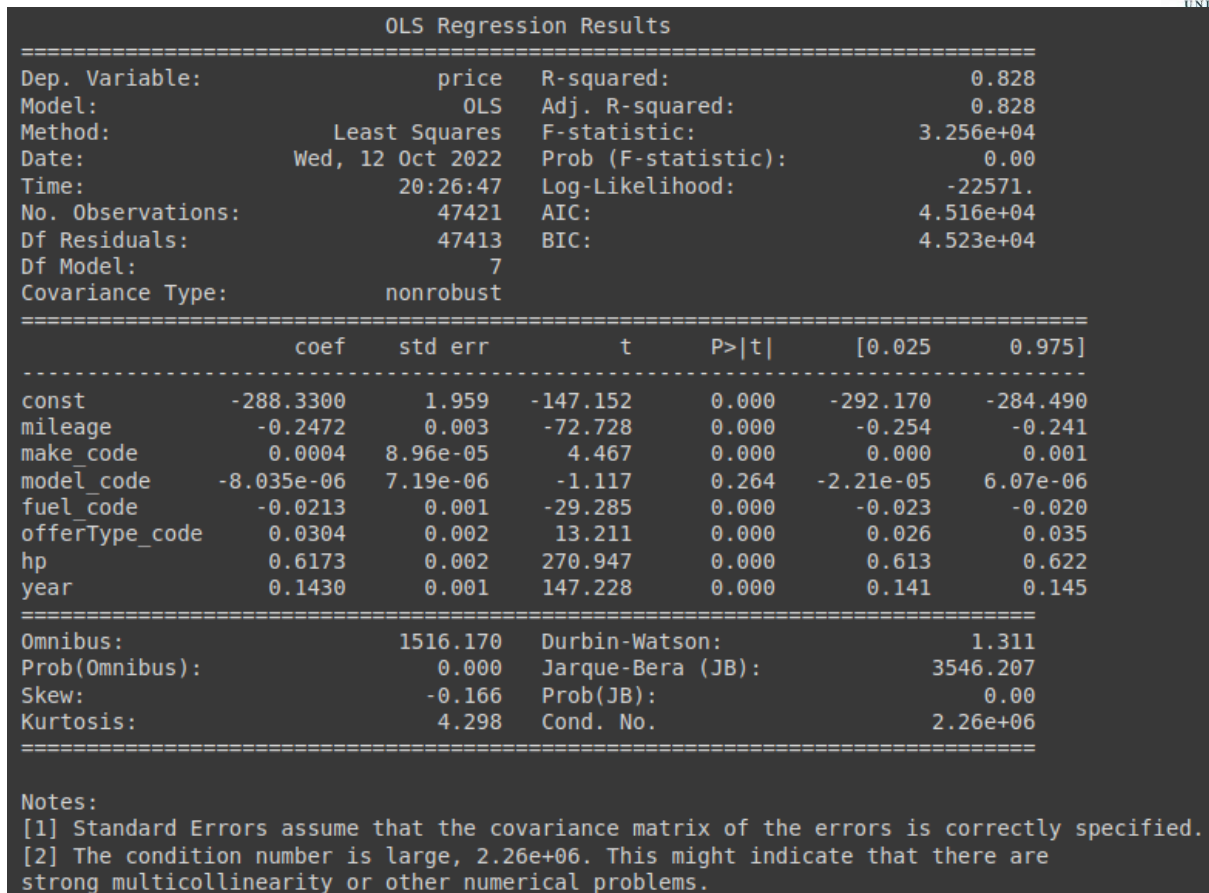 UNI
OLS Regression Results
==============================================================================
Dep. Variable: price R-squared: 0.828
Model: OLS Adj. R-squared: 0.828
Method: Least Squares F-statistic: 3.256e+04
Date: Wed, 12 Oct 2022 Prob (F-statistic): 0.00
Time: 20:26:47 Log-Likelihood: -22571.
No. Observations: 47421 AIC: 4.516e+04
Df Residuals: 47413 BIC: 4.523e+04
Df Model: 7
Covariance Type: nonrobust
==================================================================================
coef std err t P>|t| [0.025 0.975]
----------------------------------------------------------------------------------
const -288.3300 1.959 -147.152 0.000 -292.170 -284.490
mileage -0.2472 0.003 -72.728 0.000 -0.254 -0.241
make_code 0.0004 8.96e-05 4.467 0.000 0.000 0.001
model_code -8.035e-06 7.19e-06 -1.117 0.264 -2.21e-05 6.07e-06
fuel_code -0.0213 0.001 -29.285 0.000 -0.023 -0.020
offerType_code 0.0304 0.002 13.211 0.000 0.026 0.035
hp 0.6173 0.002 270.947 0.000 0.613 0.622
year 0.1430 0.001 147.228 0.000 0.141 0.145
==============================================================================
Omnibus: 1516.170 Durbin-Watson: 1.311
Prob(Omnibus): 0.000 Jarque-Bera (JB): 3546.207
Skew: -0.166 Prob(JB): 0.00
Kurtosis: 4.298 Cond. No. 2.26e+06
==============================================================================
Notes:
[1] Standard Errors assume that the covariance matrix of the errors is correctly specified.
[2] The condition number is large, 2.26e+06. This might indicate that there are
strong multicollinearity or other numerical problems.